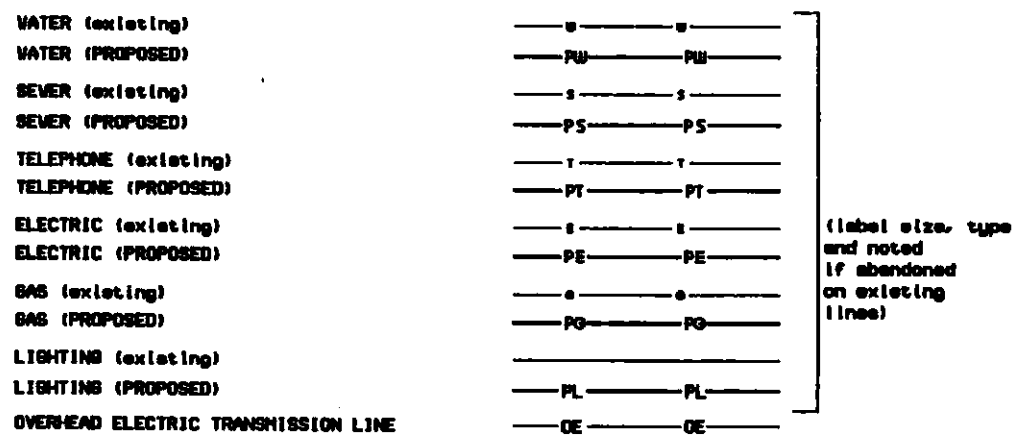 WATER (existing) W W
WATER (PROPOSED) PW PW
SEWER (existing) S S
SEWER (PROPOSED) PS PS
TELEPHONE (existing) T T
TELEPHONE (PROPOSED) PT PT
ELECTRIC (existing) E E
ELECTRIC (PROPOSED) PE PE
GAS (existing) G G
GAS (PROPOSED) PG PG
LIGHTING (existing)
LIGHTING (PROPOSED) PL PL
OVERHEAD ELECTRIC TRANSMISSION LINE OE OE
(label size, type
and noted
if abandoned
on existing
lines)